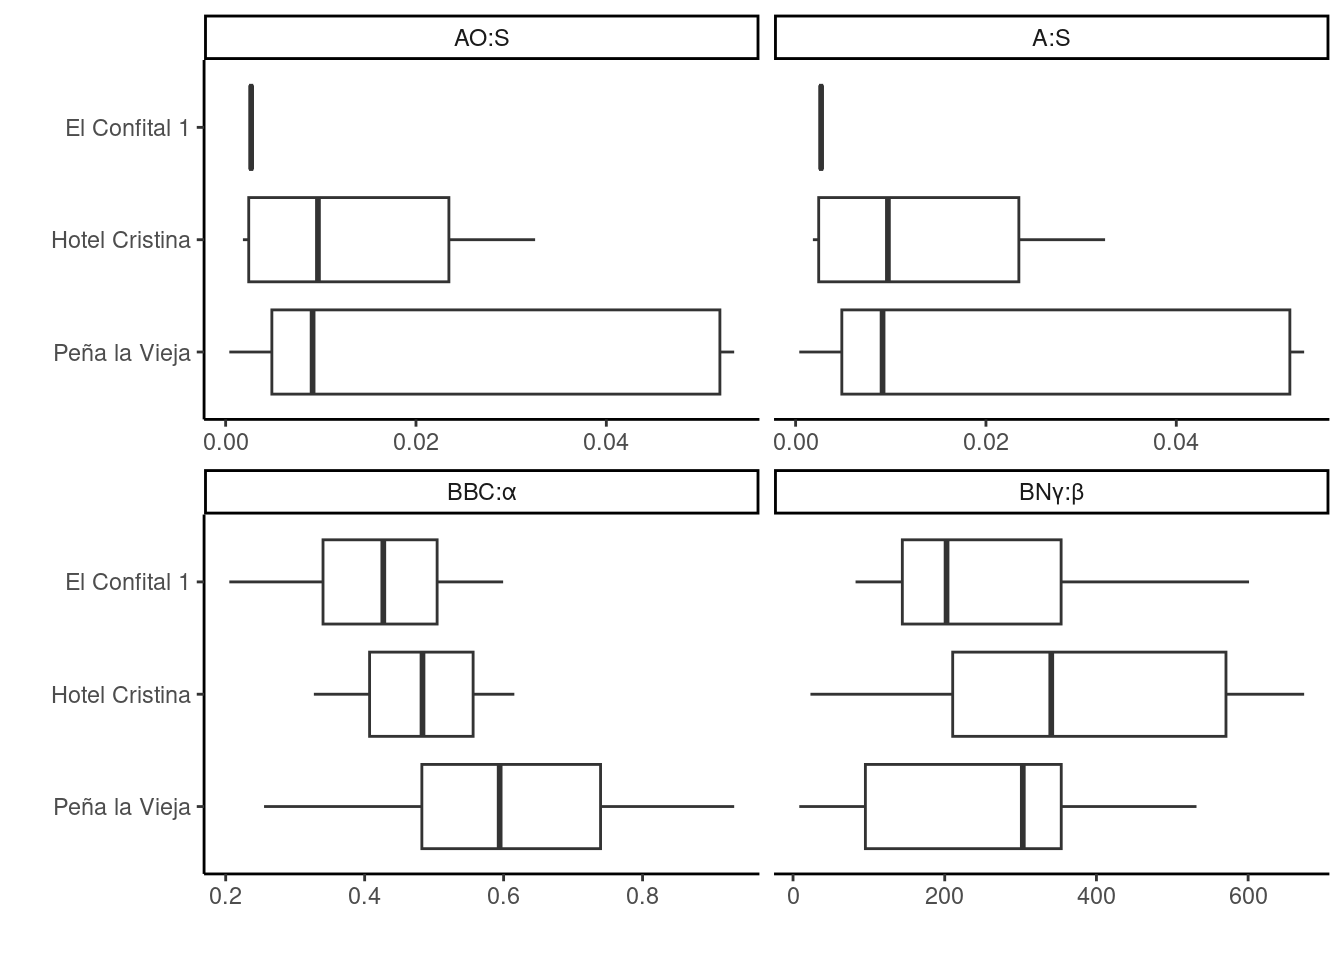 AO:S
A:S
El Confital 1
Hotel Cristina
Peña la Vieja
0.00 0.02 0.04
0.00 0.02 0.04
BBC:α
BNγ:β
El Confital 1
Hotel Cristina
Peña la Vieja
0.2 0.4 0.6 0.8
0 200 400 600